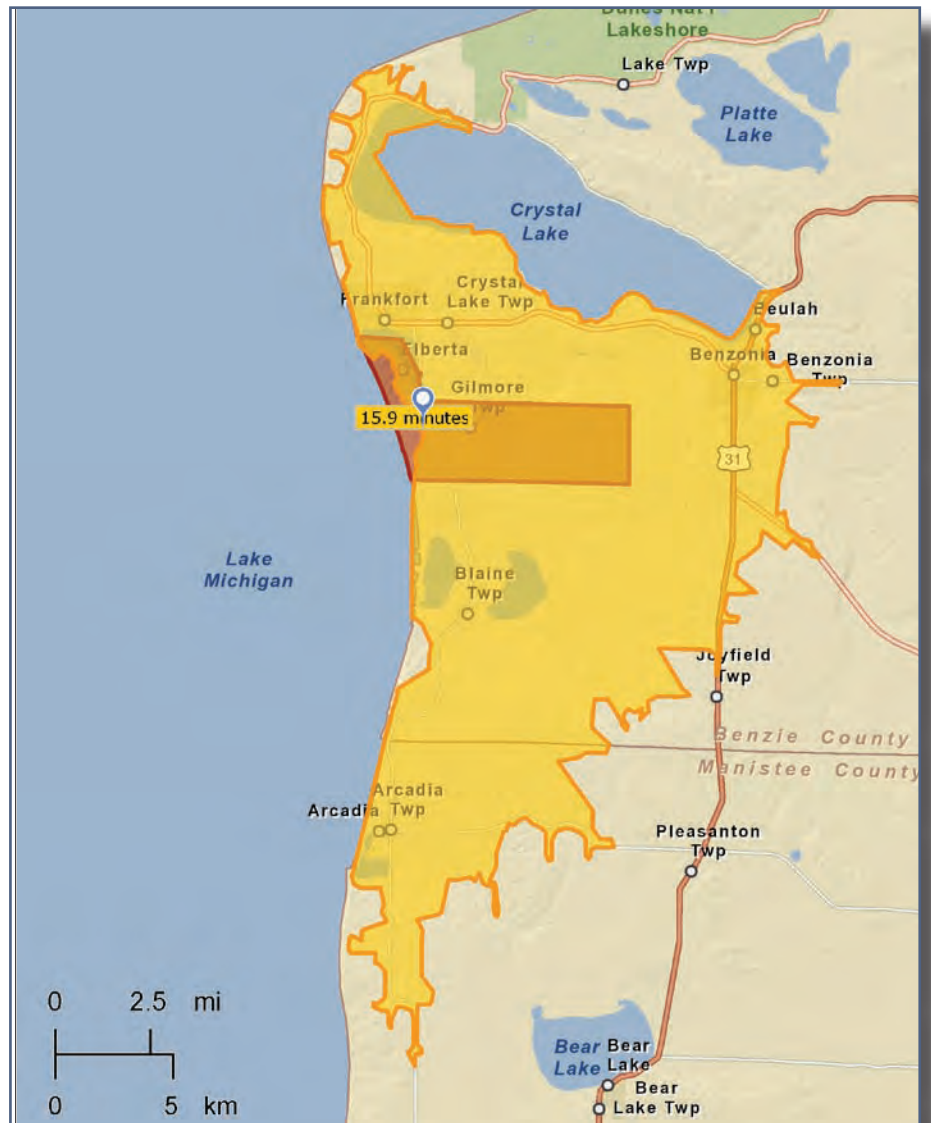 Dunes Nat'l
Lakeshore
Lake Twp
Platte
Lake
Crystal
Lake
Frankfort
Crystal
Lake Twp
Beulah
Elberta
Benzonia
Benzonia
Twp
Gilmore
Twp
15.9 minutes
31
Lake
Michigan
Blaine
Twp
Joyfield
Twp
Benzie County
Manistee County
Arcadia
Arcadia
Twp
Pleasanton
Twp
0 2.5 mi
Bear
Lake
Bear
Lake
Bear
Lake Twp
0 5 km